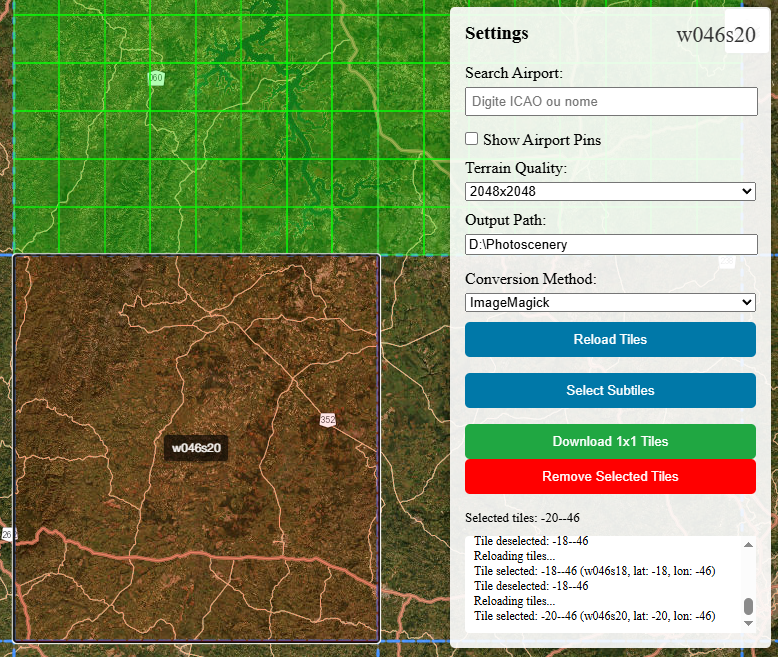 Settings
w046s20
Search Airport:
Digite ICAO ou nome
Show Airport Pins
Terrain Quality:
2048x2048
Output Path:
D:\Photoscenery
Conversion Method:
ImageMagick
Reload Tiles
Select Subtiles
Download 1x1 Tiles
Remove Selected Tiles
Selected tiles: -20--46
Tile deselected: -18--46
Reloading tiles...
Tile selected: -18--46 (w046s18, lat: -18, lon: -46)
Tile deselected: -18--46
Reloading tiles...
Tile selected: -20--46 (w046s20, lat: -20, lon: -46)
060
352
w046s20